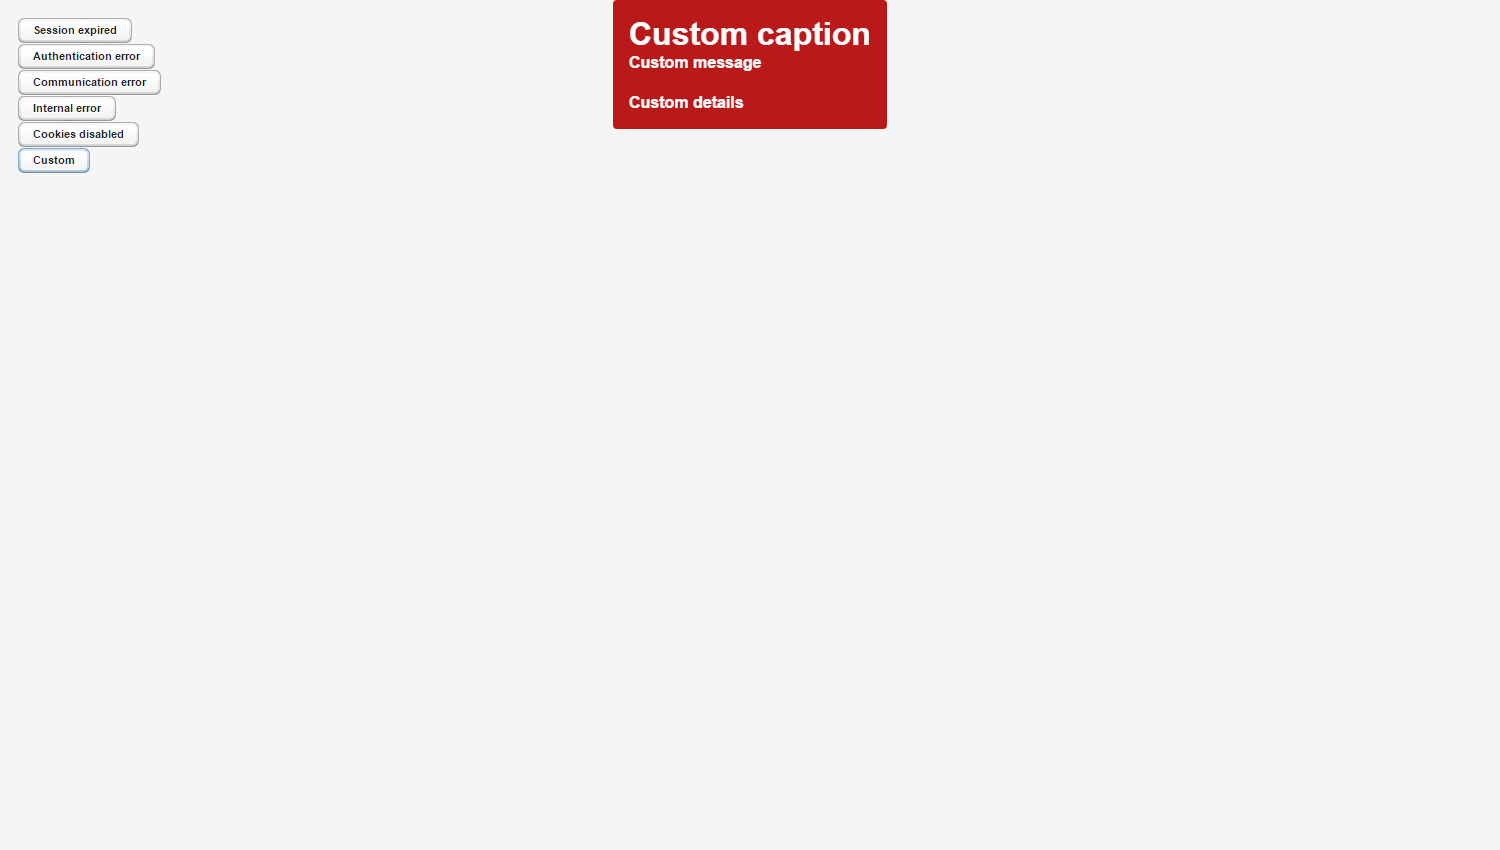 Session expired
Authentication error
Communication error
Internal error
Cookies disabled
Custom
Custom caption
Custom message
Custom details